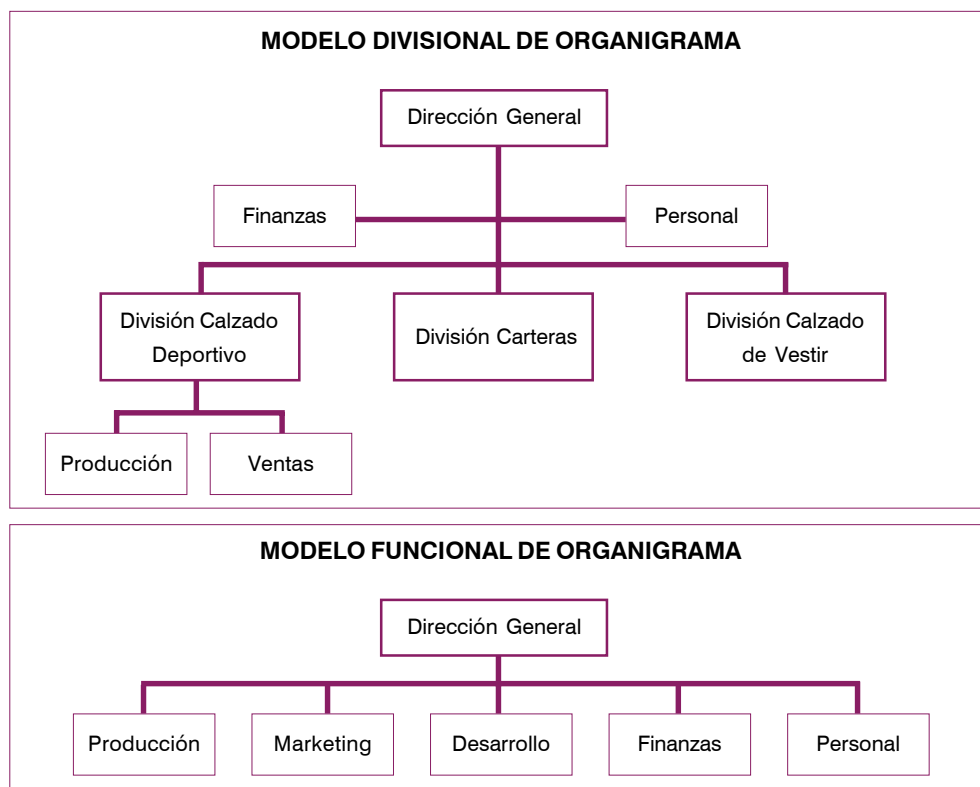 MODELO DIVISIONAL DE ORGANIGRAMA
Dirección General
Finanzas
Personal
División Calzado
Deportivo
División Carteras
División Calzado
de Vestir
Producción
Ventas
MODELO FUNCIONAL DE ORGANIGRAMA
Dirección General
Producción
Marketing
Desarrollo
Finanzas
Personal